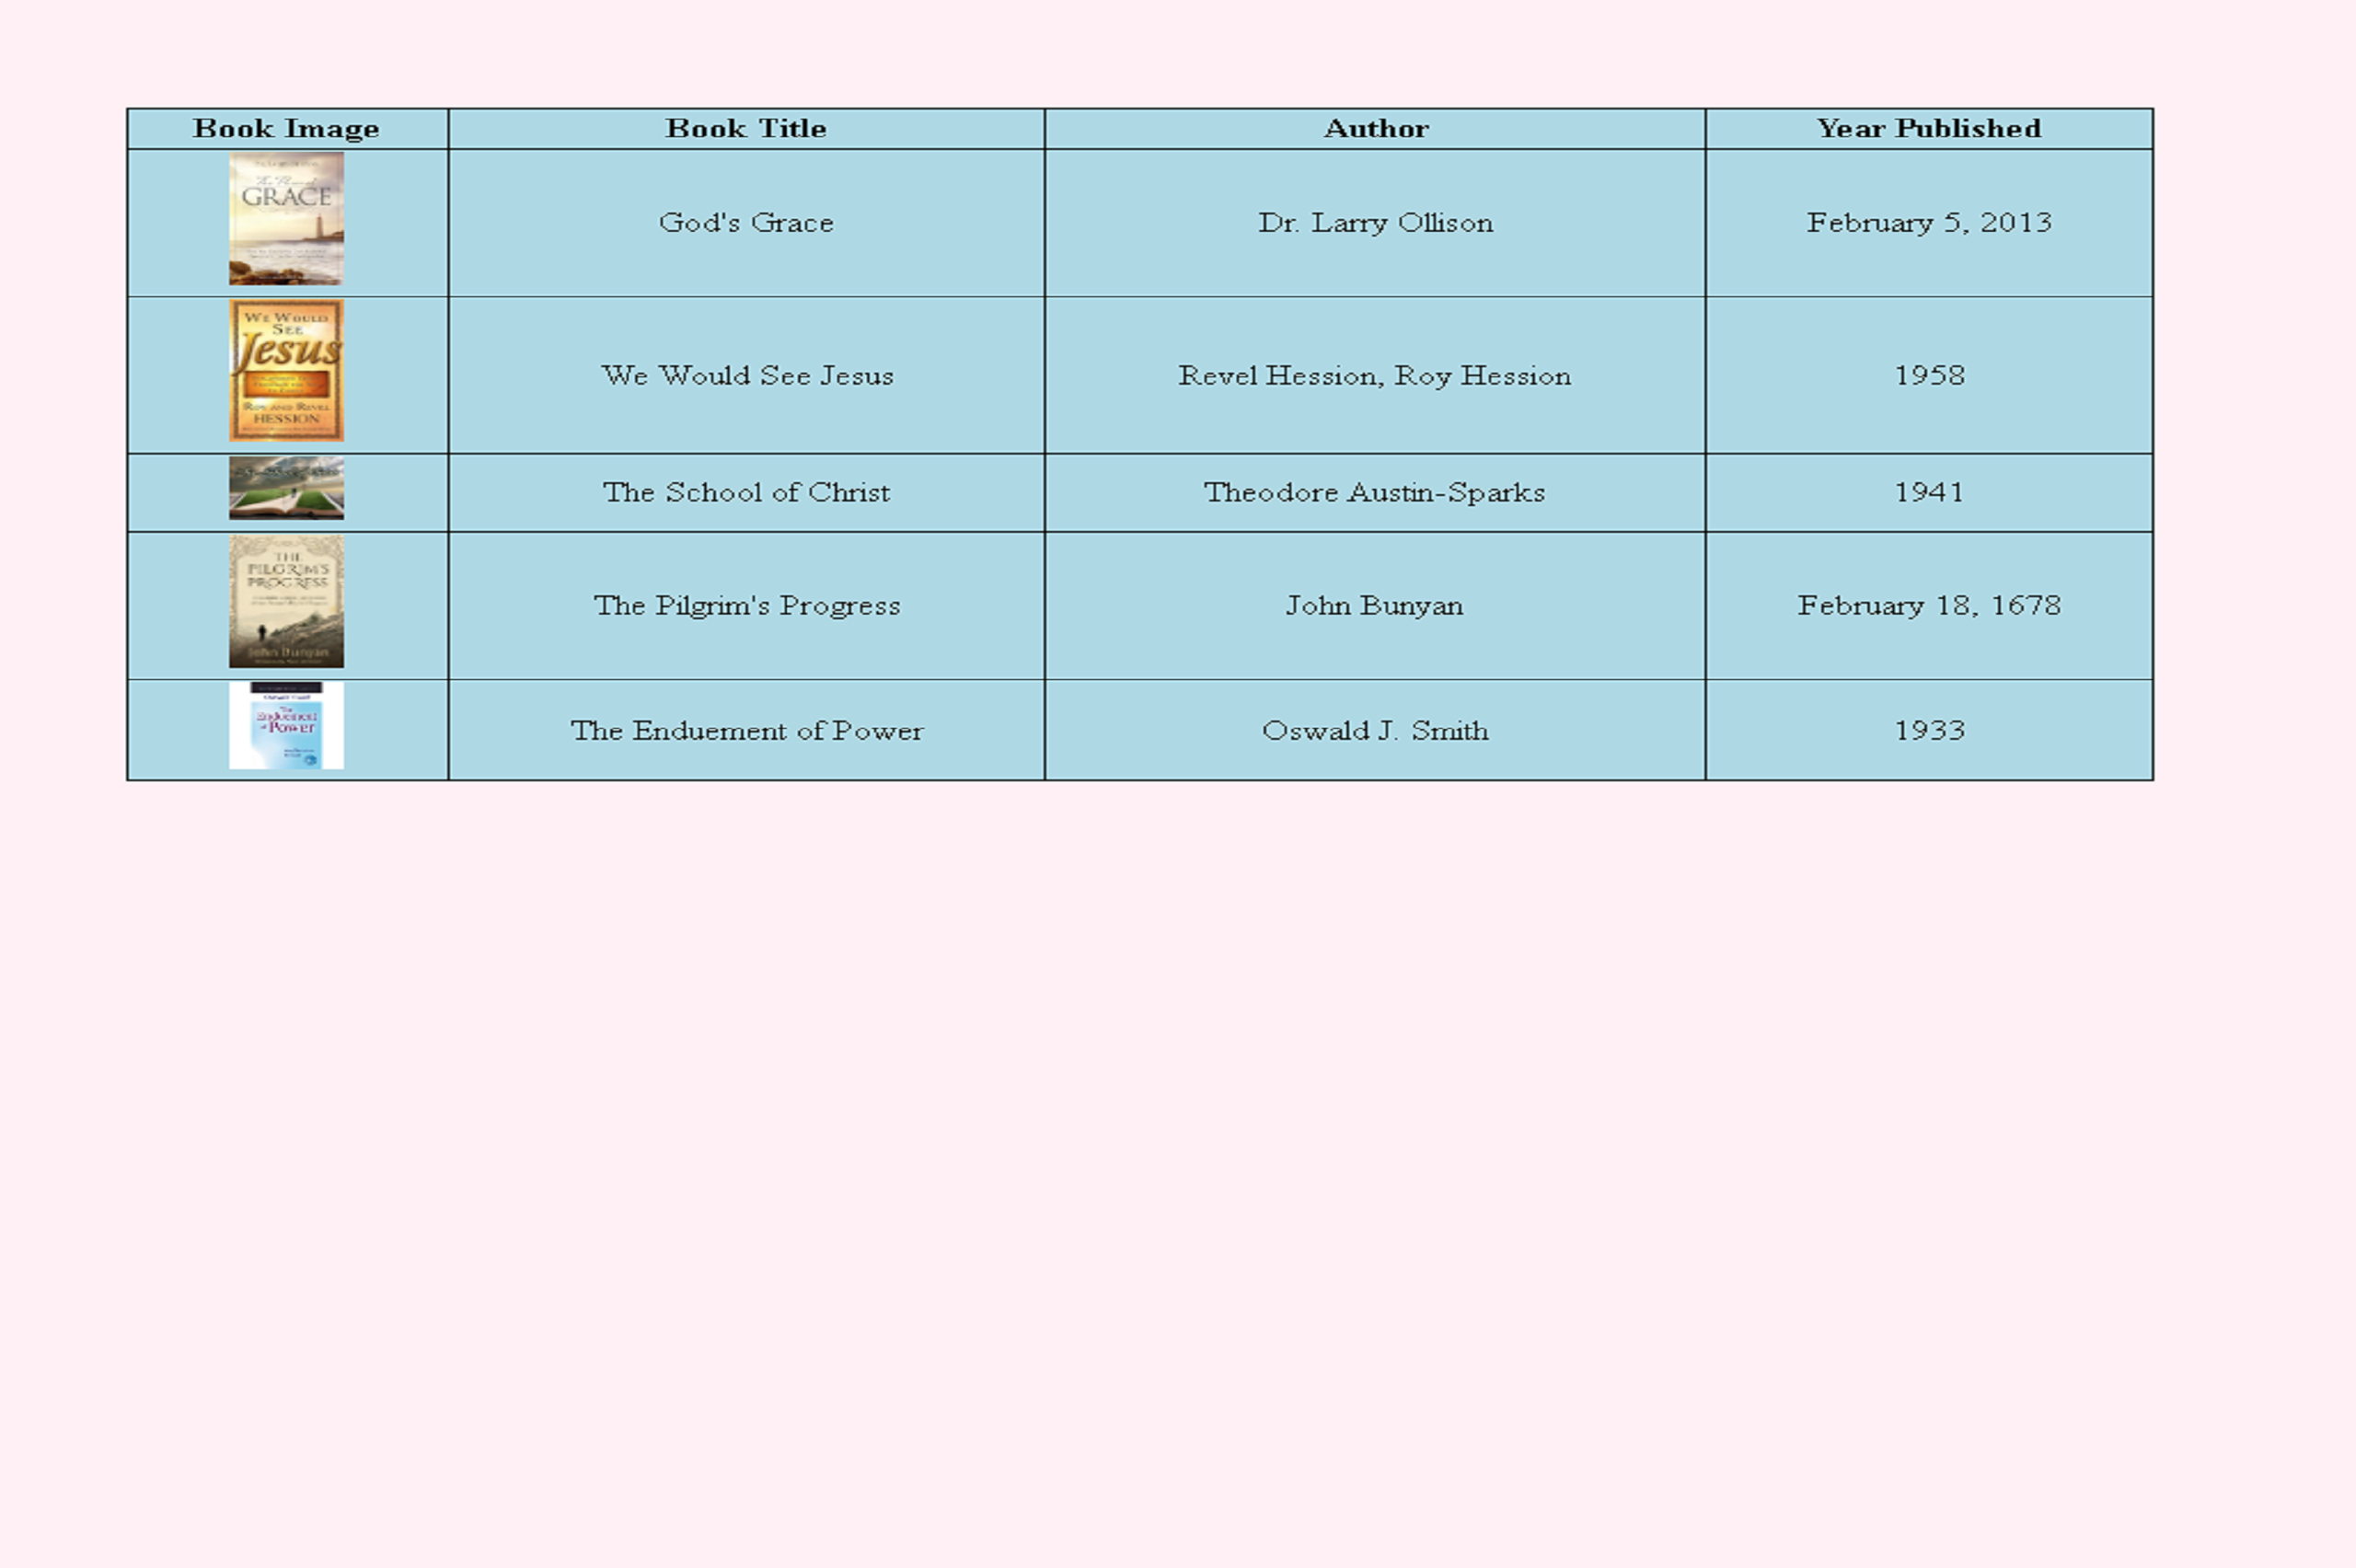 Book Image Book Title Author Year Published
The Power of
GRACE
God's Grace Dr. Larry Ollison February 5, 2013
WE WOULD
SEE
Jesus
ROY AND REVEL
HESSION
We Would See Jesus Revel Hession, Roy Hession 1958
The School of Christ Theodore Austin-Sparks 1941
THE
PILGRIM'S
PROGRESS
John Bunyan
The Pilgrim's Progress John Bunyan February 18, 1678
The
Enduement
of Power
The Enduement of Power Oswald J. Smith 1933